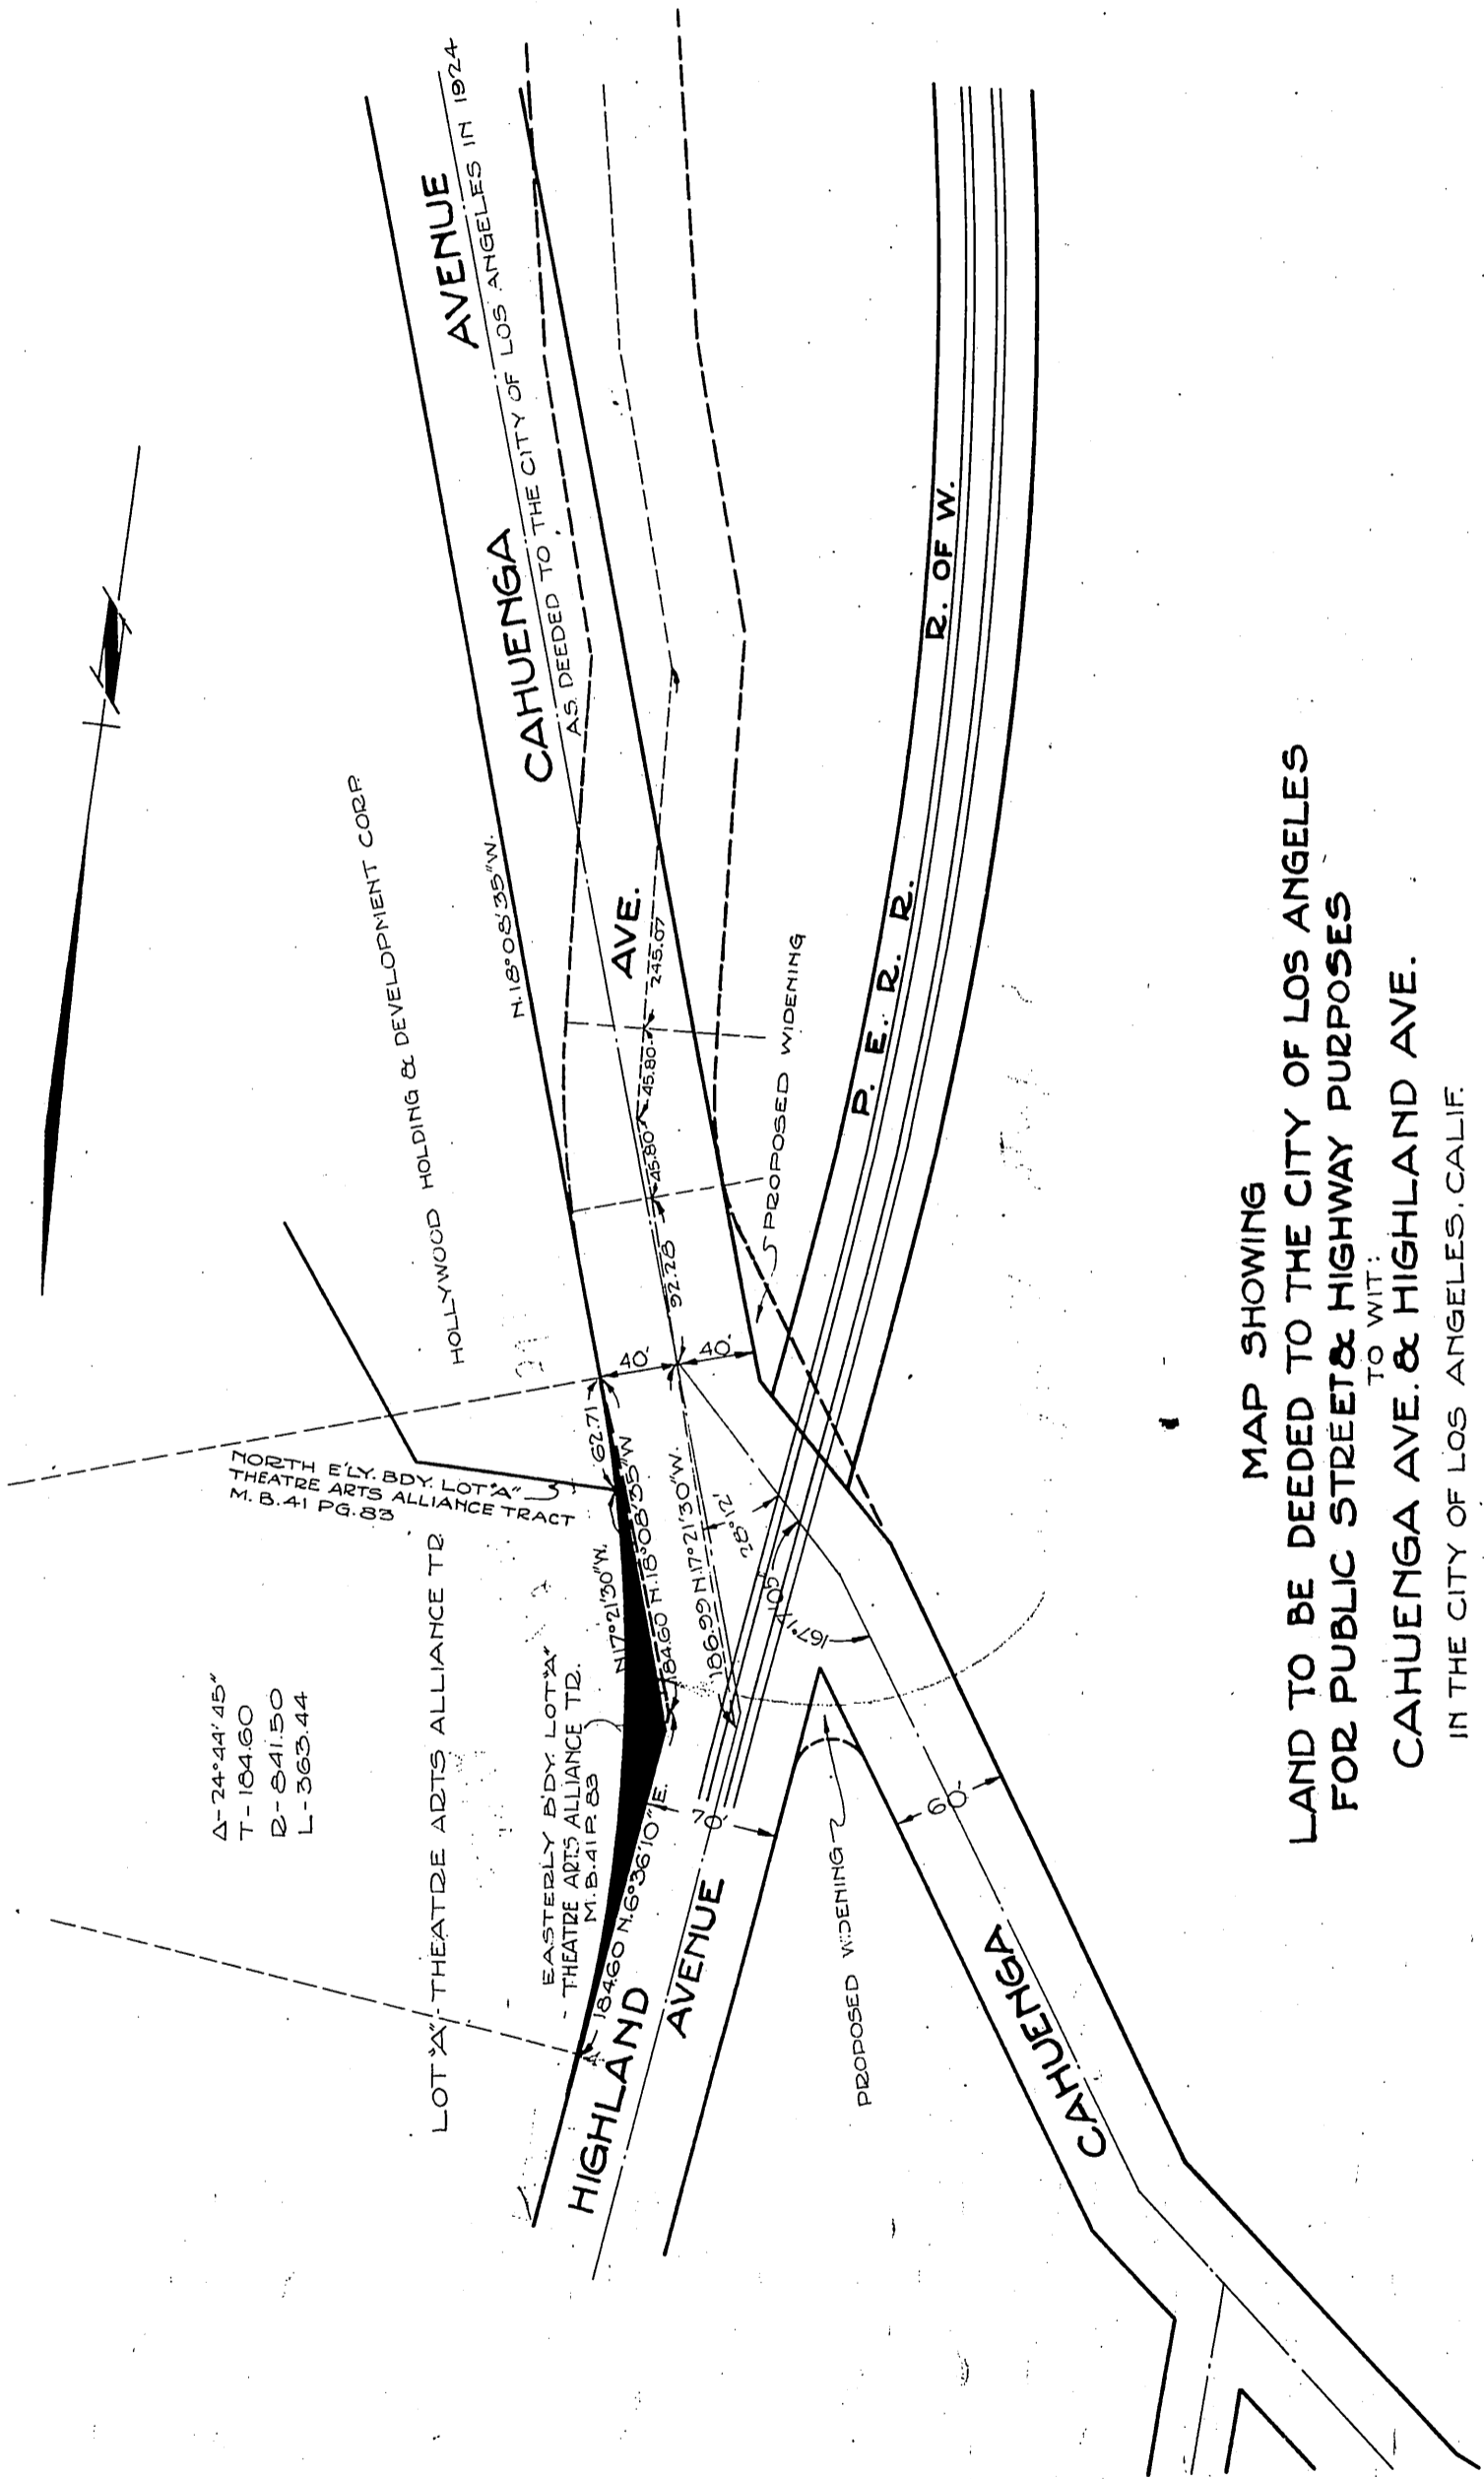 Δ-24°44'45"
T-184.60
R-841.50
L-363.44
LOT "A"-THEATRE ARTS ALLIANCE TR.
NORTH E'LY. BDY. LOT "A"
THEATRE ARTS ALLIANCE TRACT
M. B. 41 PG. 83
HOLLYWOOD HOLDING & DEVELOPMENT CORP.
EASTERLY B'DY. LOT "A"
THEATRE ARTS ALLIANCE TR.
M.B. 41 P. 83
N.18°08'35"W.
CAHUENGA AVENUE
AS DEEDED TO THE CITY OF LOS ANGELES IN 1924
N17°21'30"W.
62.71
184.60 N.18°08'35"W
184.60 N.6°36'10"E.
186.99 N.17°21'30"W.
40.
40.
92.28
45.80
45.80
245.07
AVE.
28°12'
105'
167°17'
70.
60.
HIGHLAND AVENUE
PROPOSED WIDENING
PROPOSED WIDENING
P. E. R. R. R. OF W.
CAHUENGA
MAP SHOWING
LAND TO BE DEEDED TO THE CITY OF LOS ANGELES
FOR PUBLIC STREET & HIGHWAY PURPOSES
TO WIT:
CAHUENGA AVE. & HIGHLAND AVE.
IN THE CITY OF LOS ANGELES, CALIF.